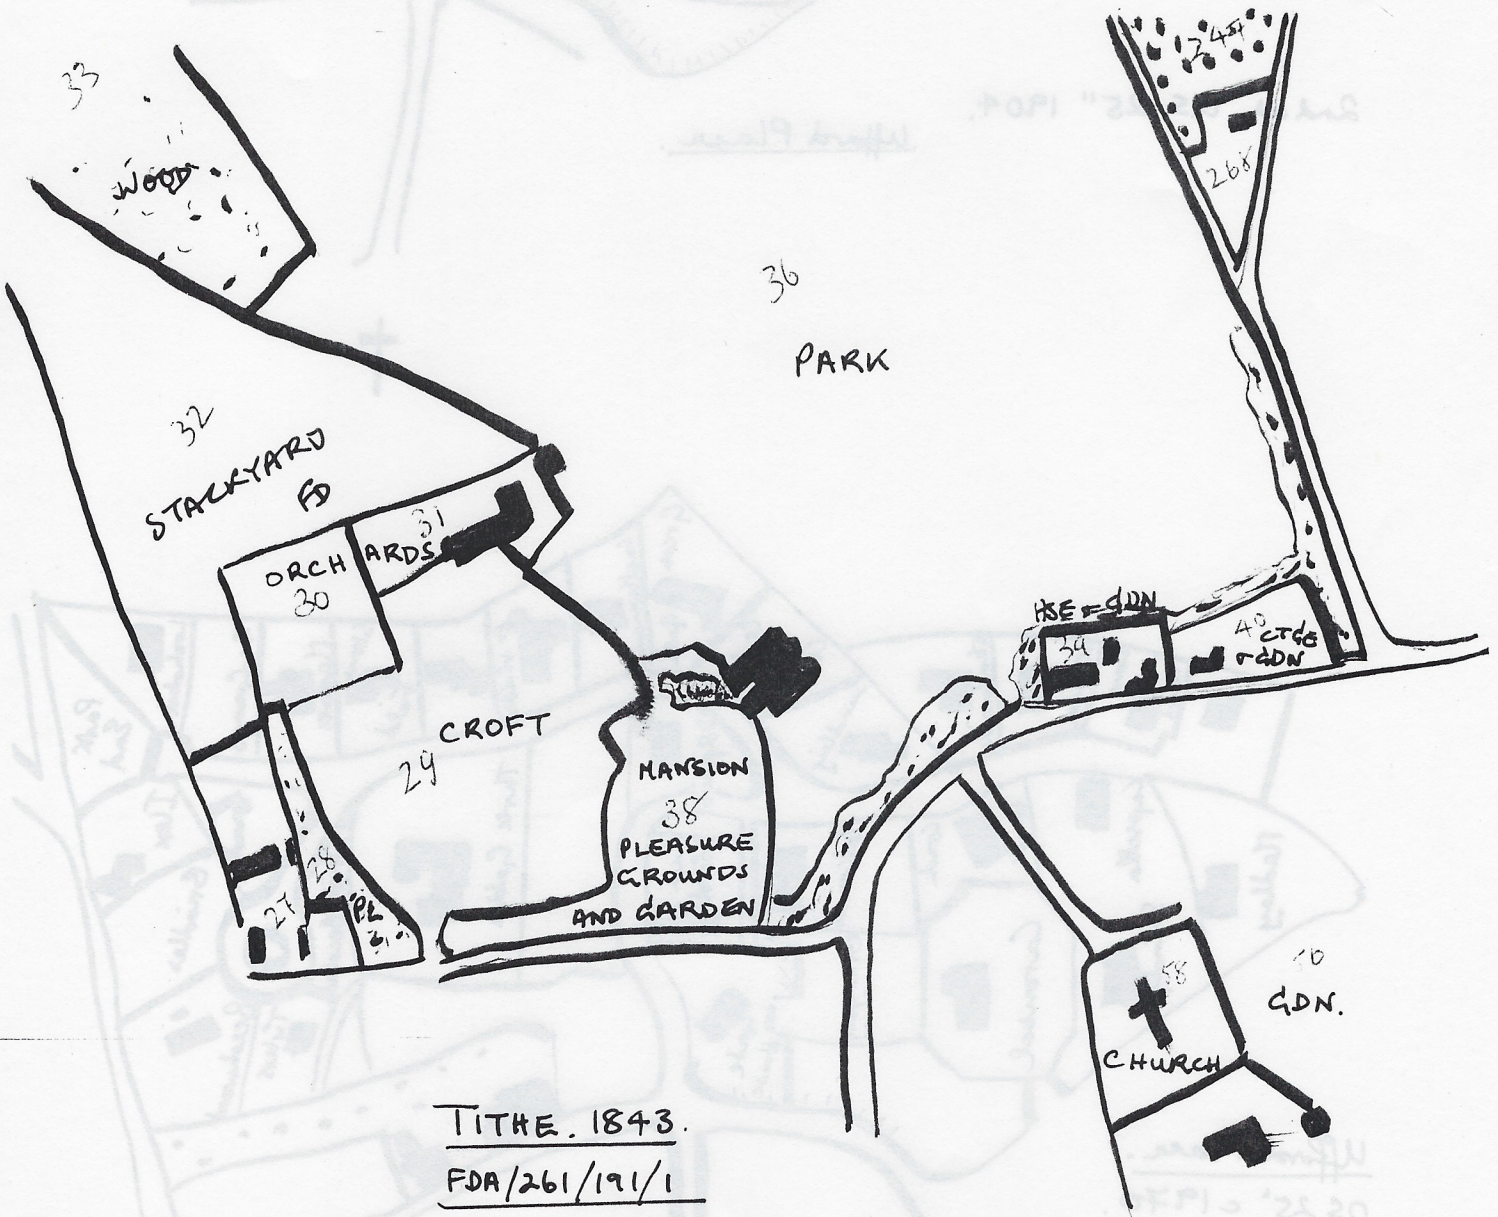 33
WOOD
244
268
36
PARK
32
STACKYARD
FD
ORCH
ARDS
31
30
HSE & GDN
39
40
CTGE
& GDN
CROFT
29
MANSION
38
PLEASURE
GROUNDS
AND GARDEN
28
27
PL
58
GDN.
CHURCH
TITHE. 1843.
FDA/261/191/1